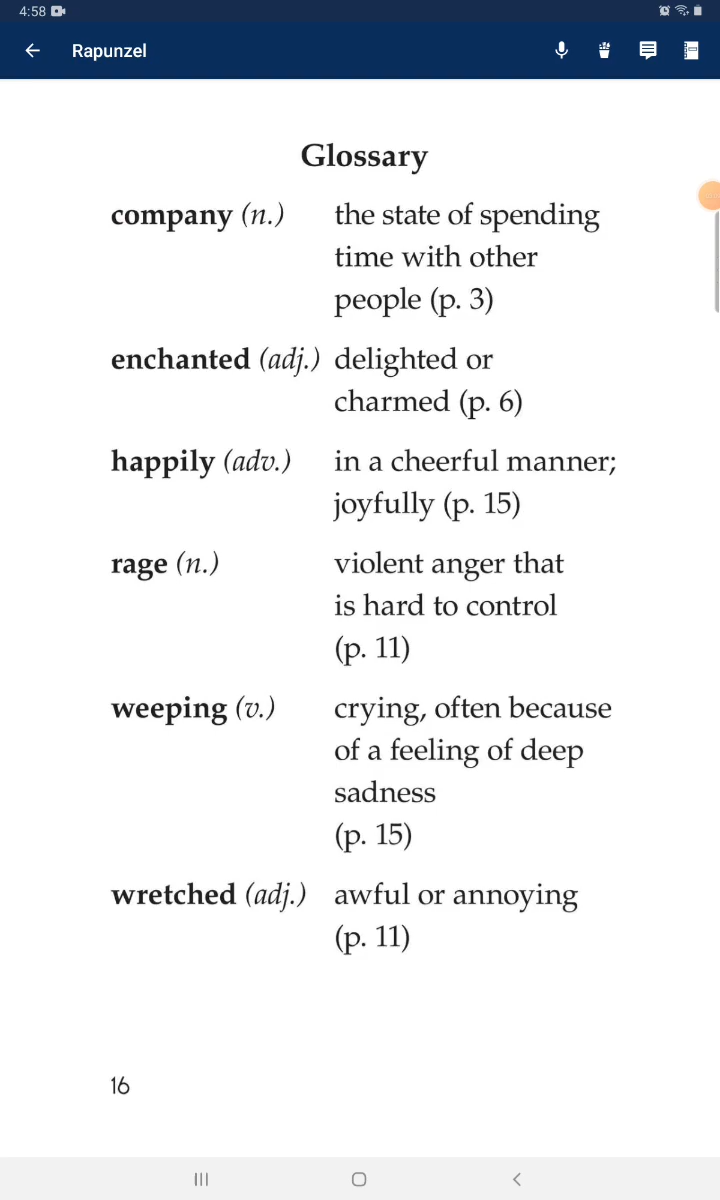 4:58
Rapunzel
Glossary
company (n.) the state of spending
time with other
people (p. 3)
enchanted (adj.) delighted or
charmed (p. 6)
happily (adv.) in a cheerful manner;
joyfully (p. 15)
rage (n.) violent anger that
is hard to control
(p. 11)
weeping (v.) crying, often because
of a feeling of deep
sadness
(p. 15)
wretched (adj.) awful or annoying
(p. 11)
16